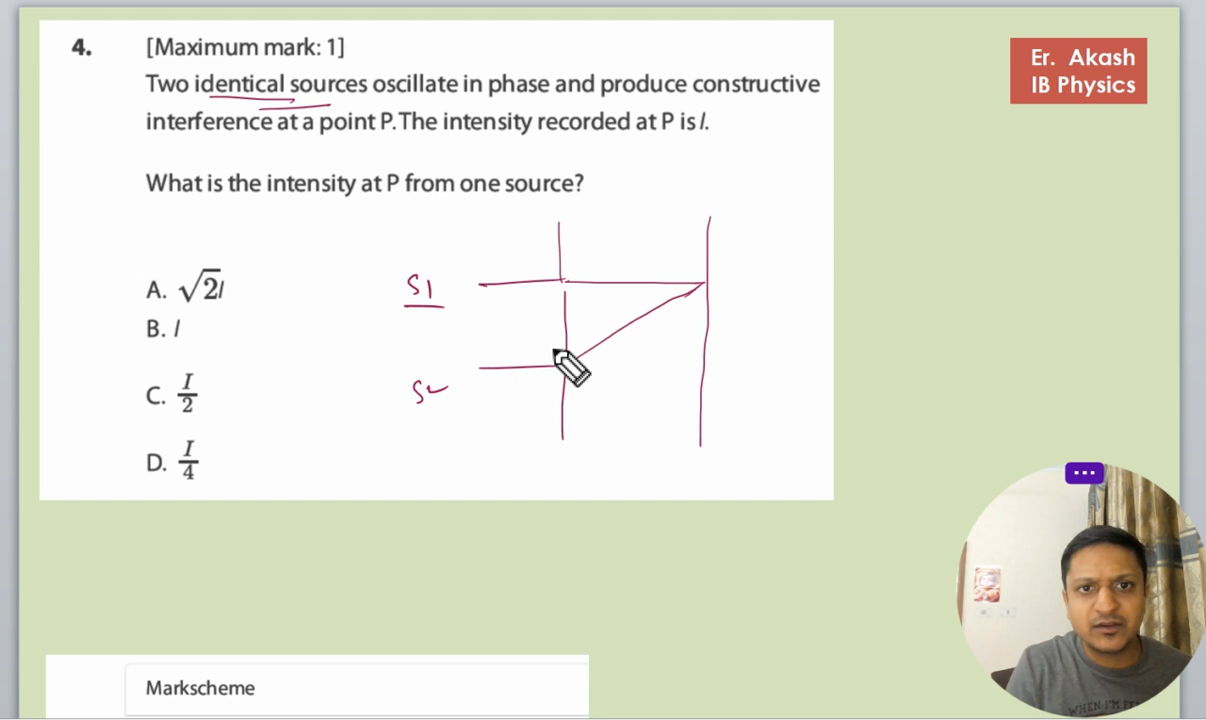 4. [Maximum mark: 1]
Er. Akash
IB Physics
Two identical sources oscillate in phase and produce constructive
interference at a point P. The intensity recorded at P is I.
What is the intensity at P from one source?
A. √2I
S1
B. I
C. I/2
S2
D. I/4
Markscheme
WHEN I'M